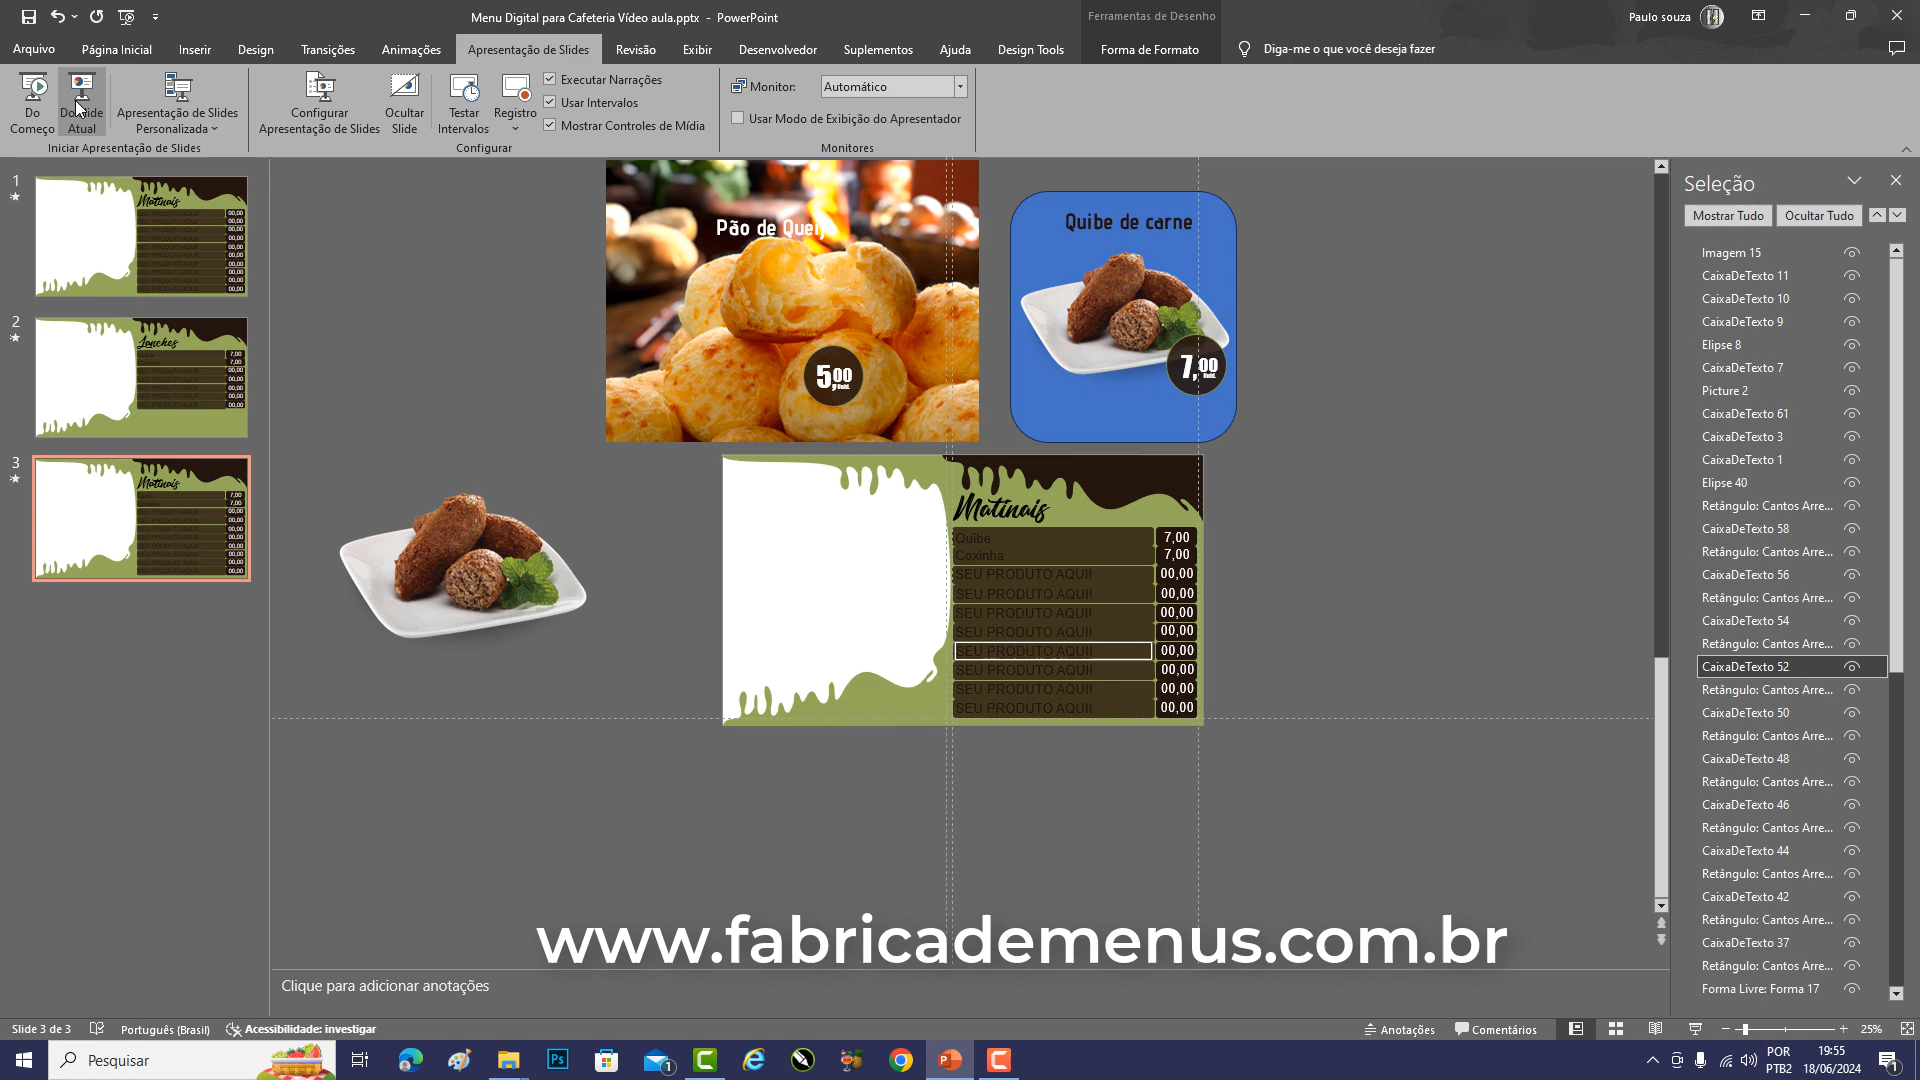 Menu Digital para Cafeteria Vídeo aula.pptx - PowerPoint
Ferramentas de Desenho
Paulo souza
Arquivo
Página Inicial
Inserir
Design
Transições
Animações
Apresentação de Slides
Revisão
Exibir
Desenvolvedor
Suplementos
Ajuda
Design Tools
Forma de Formato
Diga-me o que você deseja fazer
Do Começo
Do Slide Atual
Apresentação de Slides Personalizada
Iniciar Apresentação de Slides
Configurar Apresentação de Slides
Ocultar Slide
Testar Intervalos
Registro
Executar Narrações
Usar Intervalos
Mostrar Controles de Mídia
Configurar
Monitor:
Automático
Usar Modo de Exibição do Apresentador
Monitores
1
Matinais
2
Lanches
3
Matinais
Pão de Queijo
5,00
Unid.
Quibe de carne
7,00
Unid.
Matinais
Quibe 7,00
Coxinha 7,00
SEU PRODUTO AQUI! 00,00
SEU PRODUTO AQUI! 00,00
SEU PRODUTO AQUI! 00,00
SEU PRODUTO AQUI! 00,00
SEU PRODUTO AQUI! 00,00
SEU PRODUTO AQUI! 00,00
SEU PRODUTO AQUI! 00,00
SEU PRODUTO AQUI! 00,00
www.fabricademenus.com.br
Clique para adicionar anotações
Seleção
Mostrar Tudo
Ocultar Tudo
Imagem 15
CaixaDeTexto 11
CaixaDeTexto 10
CaixaDeTexto 9
Elipse 8
CaixaDeTexto 7
Picture 2
CaixaDeTexto 61
CaixaDeTexto 3
CaixaDeTexto 1
Elipse 40
Retângulo: Cantos Arre...
CaixaDeTexto 58
Retângulo: Cantos Arre...
CaixaDeTexto 56
Retângulo: Cantos Arre...
CaixaDeTexto 54
Retângulo: Cantos Arre...
CaixaDeTexto 52
Retângulo: Cantos Arre...
CaixaDeTexto 50
Retângulo: Cantos Arre...
CaixaDeTexto 48
Retângulo: Cantos Arre...
CaixaDeTexto 46
Retângulo: Cantos Arre...
CaixaDeTexto 44
Retângulo: Cantos Arre...
CaixaDeTexto 42
Retângulo: Cantos Arre...
CaixaDeTexto 37
Retângulo: Cantos Arre...
Forma Livre: Forma 17
Slide 3 de 3
Português (Brasil)
Acessibilidade: investigar
Anotações
Comentários
25%
Pesquisar
Ps
1
POR
PTB2
19:55
18/06/2024
1